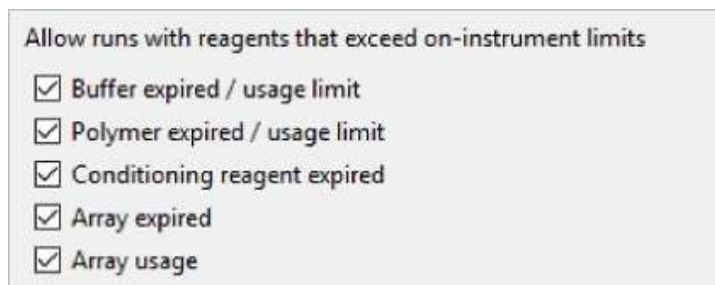 Allow runs with reagents that exceed on-instrument limits
Buffer expired / usage limit
Polymer expired / usage limit
Conditioning reagent expired
Array expired
Array usage